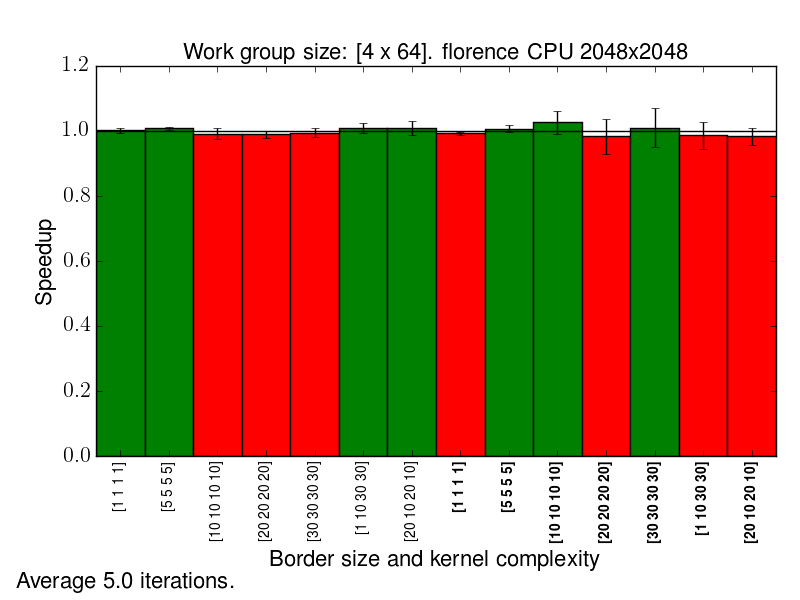 Work group size: [4 x 64]. florence CPU 2048x2048
1.2
1.0
0.8
0.6
0.4
0.2
0.0
Speedup
[1 1 1 1]
[5 5 5 5]
[10 10 10 10]
[20 20 20 20]
[30 30 30 30]
[1 10 30 30]
[20 10 20 10]
[1 1 1 1]
[5 5 5 5]
[10 10 10 10]
[20 20 20 20]
[30 30 30 30]
[1 10 30 30]
[20 10 20 10]
Border size and kernel complexity
Average 5.0 iterations.